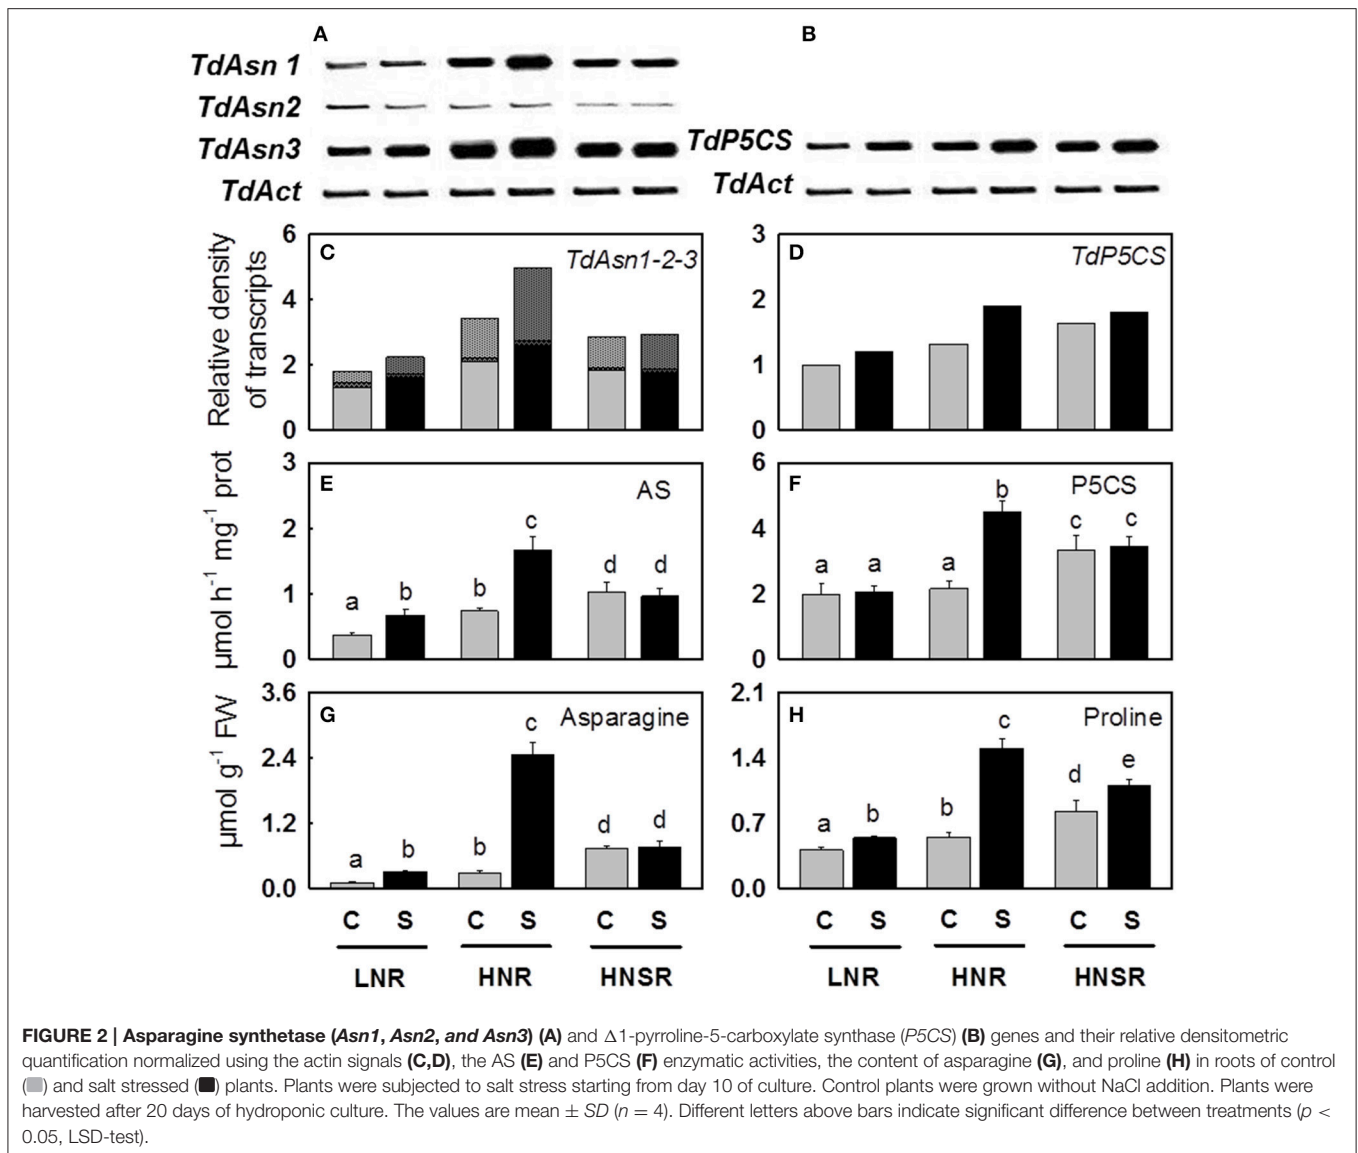 A
B
TdAsn 1
TdAsn2
TdAsn3
TdAct
TdP5CS
TdAct
Relative density
of transcripts
6
4
2
0
C
TdAsn1-2-3
3
2
1
0
D
TdP5CS
µmol h-1 mg-1 prot
3
2
1
0
E
AS
a
b
b
c
d
d
6
4
2
0
F
P5CS
a
a
a
b
c
c
µmol g-1 FW
3.6
2.4
1.2
0.0
G
Asparagine
a
b
b
c
d
d
2.1
1.4
0.7
0.0
H
Proline
a
b
b
c
d
e
C S C S C S
LNR HNR HNSR
C S C S C S
LNR HNR HNSR
FIGURE 2 | Asparagine synthetase (Asn1, Asn2, and Asn3) (A) and Δ1-pyrroline-5-carboxylate synthase (P5CS) (B) genes and their relative densitometric
quantification normalized using the actin signals (C,D), the AS (E) and P5CS (F) enzymatic activities, the content of asparagine (G), and proline (H) in roots of control
( ) and salt stressed ( ) plants. Plants were subjected to salt stress starting from day 10 of culture. Control plants were grown without NaCl addition. Plants were
harvested after 20 days of hydroponic culture. The values are mean ± SD (n = 4). Different letters above bars indicate significant difference between treatments (p <
0.05, LSD-test).